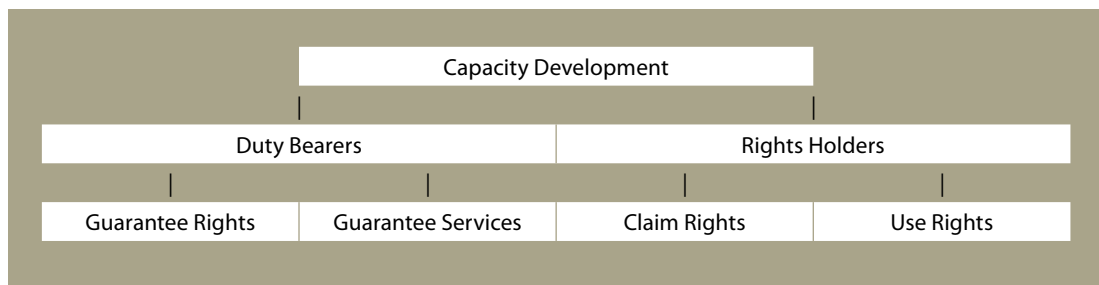 Capacity Development
Duty Bearers
Rights Holders
Guarantee Rights
Guarantee Services
Claim Rights
Use Rights